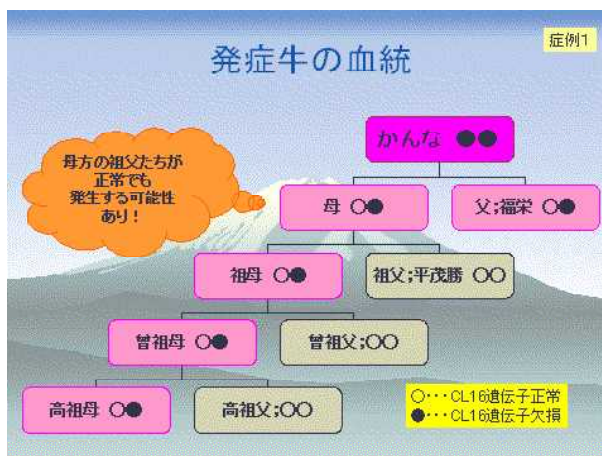 症例1
発症牛の血統
かんな ●●
母方の祖父たちが
正常でも
発生する可能性
あり！
母 ○●
父;福栄 ○●
祖母 ○●
祖父;平茂勝 ○○
曾祖母 ○●
曾祖父;○○
高祖母 ○●
高祖父;○○
○･･･CL16遺伝子正常
●･･･CL16遺伝子欠損